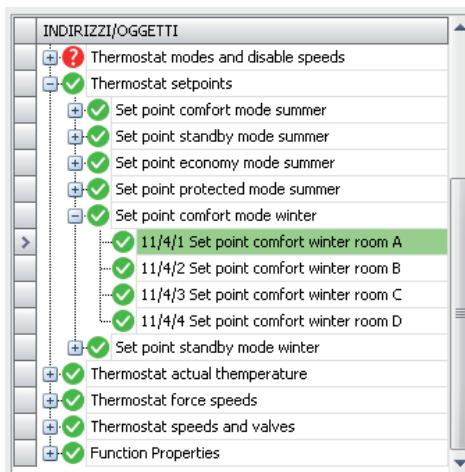 INDIRIZZI/OGGETTI
Thermostat modes and disable speeds
Thermostat setpoints
Set point comfort mode summer
Set point standby mode summer
Set point economy mode summer
Set point protected mode summer
Set point comfort mode winter
11/4/1 Set point comfort winter room A
11/4/2 Set point comfort winter room B
11/4/3 Set point comfort winter room C
11/4/4 Set point comfort winter room D
Set point standby mode winter
Thermostat actual themperature
Thermostat force speeds
Thermostat speeds and valves
Function Properties